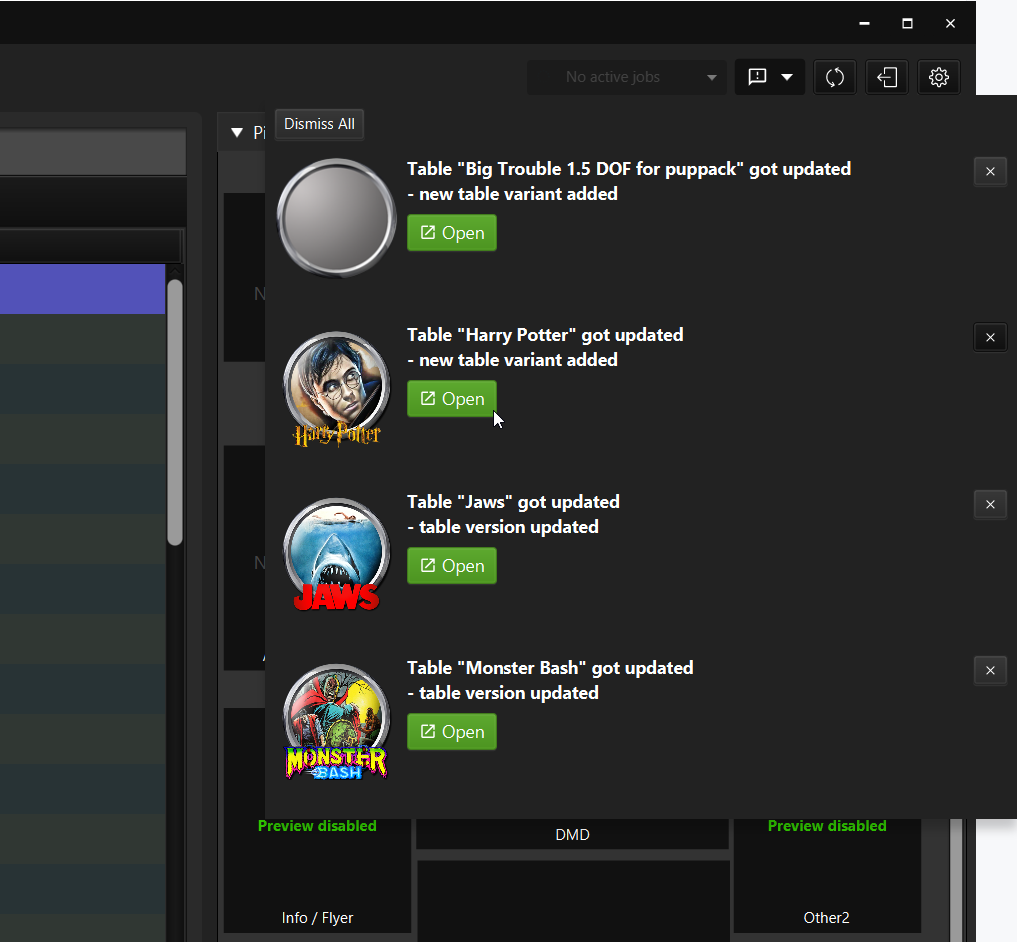 No active jobs
Pi
Dismiss All
Table "Big Trouble 1.5 DOF for puppack" got updated
- new table variant added
Open
N
Table "Harry Potter" got updated
- new table variant added
Open
Harry Potter
Table "Jaws" got updated
- table version updated
Open
N
JAWS
Table "Monster Bash" got updated
- table version updated
Open
MONSTER
BASH
Preview disabled
Preview disabled
DMD
Info / Flyer
Other2